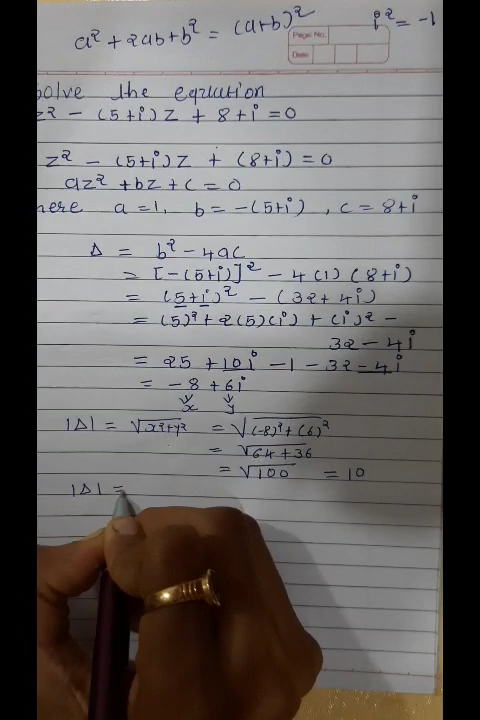 a² + 2ab + b² = (a+b)²
i² = -1
Page No.
Date
solve the equation
z² - (5+i)z + 8+i = 0
z² - (5+i)z + (8+i) = 0
az² + bz + c = 0
here a = 1, b = -(5+i), c = 8+i
Δ = b² - 4ac
= [-(5+i)]² - 4(1)(8+i)
= (5+i)² - (32+4i)
= (5)² + 2(5)(i) + (i)² -
32 - 4i
= 25 + 10i - 1 - 32 - 4i
= -8 + 6i
x y
|Δ| = √x²+y² = √(-8)²+(6)²
= √64+36
= √100 = 10
|Δ| =